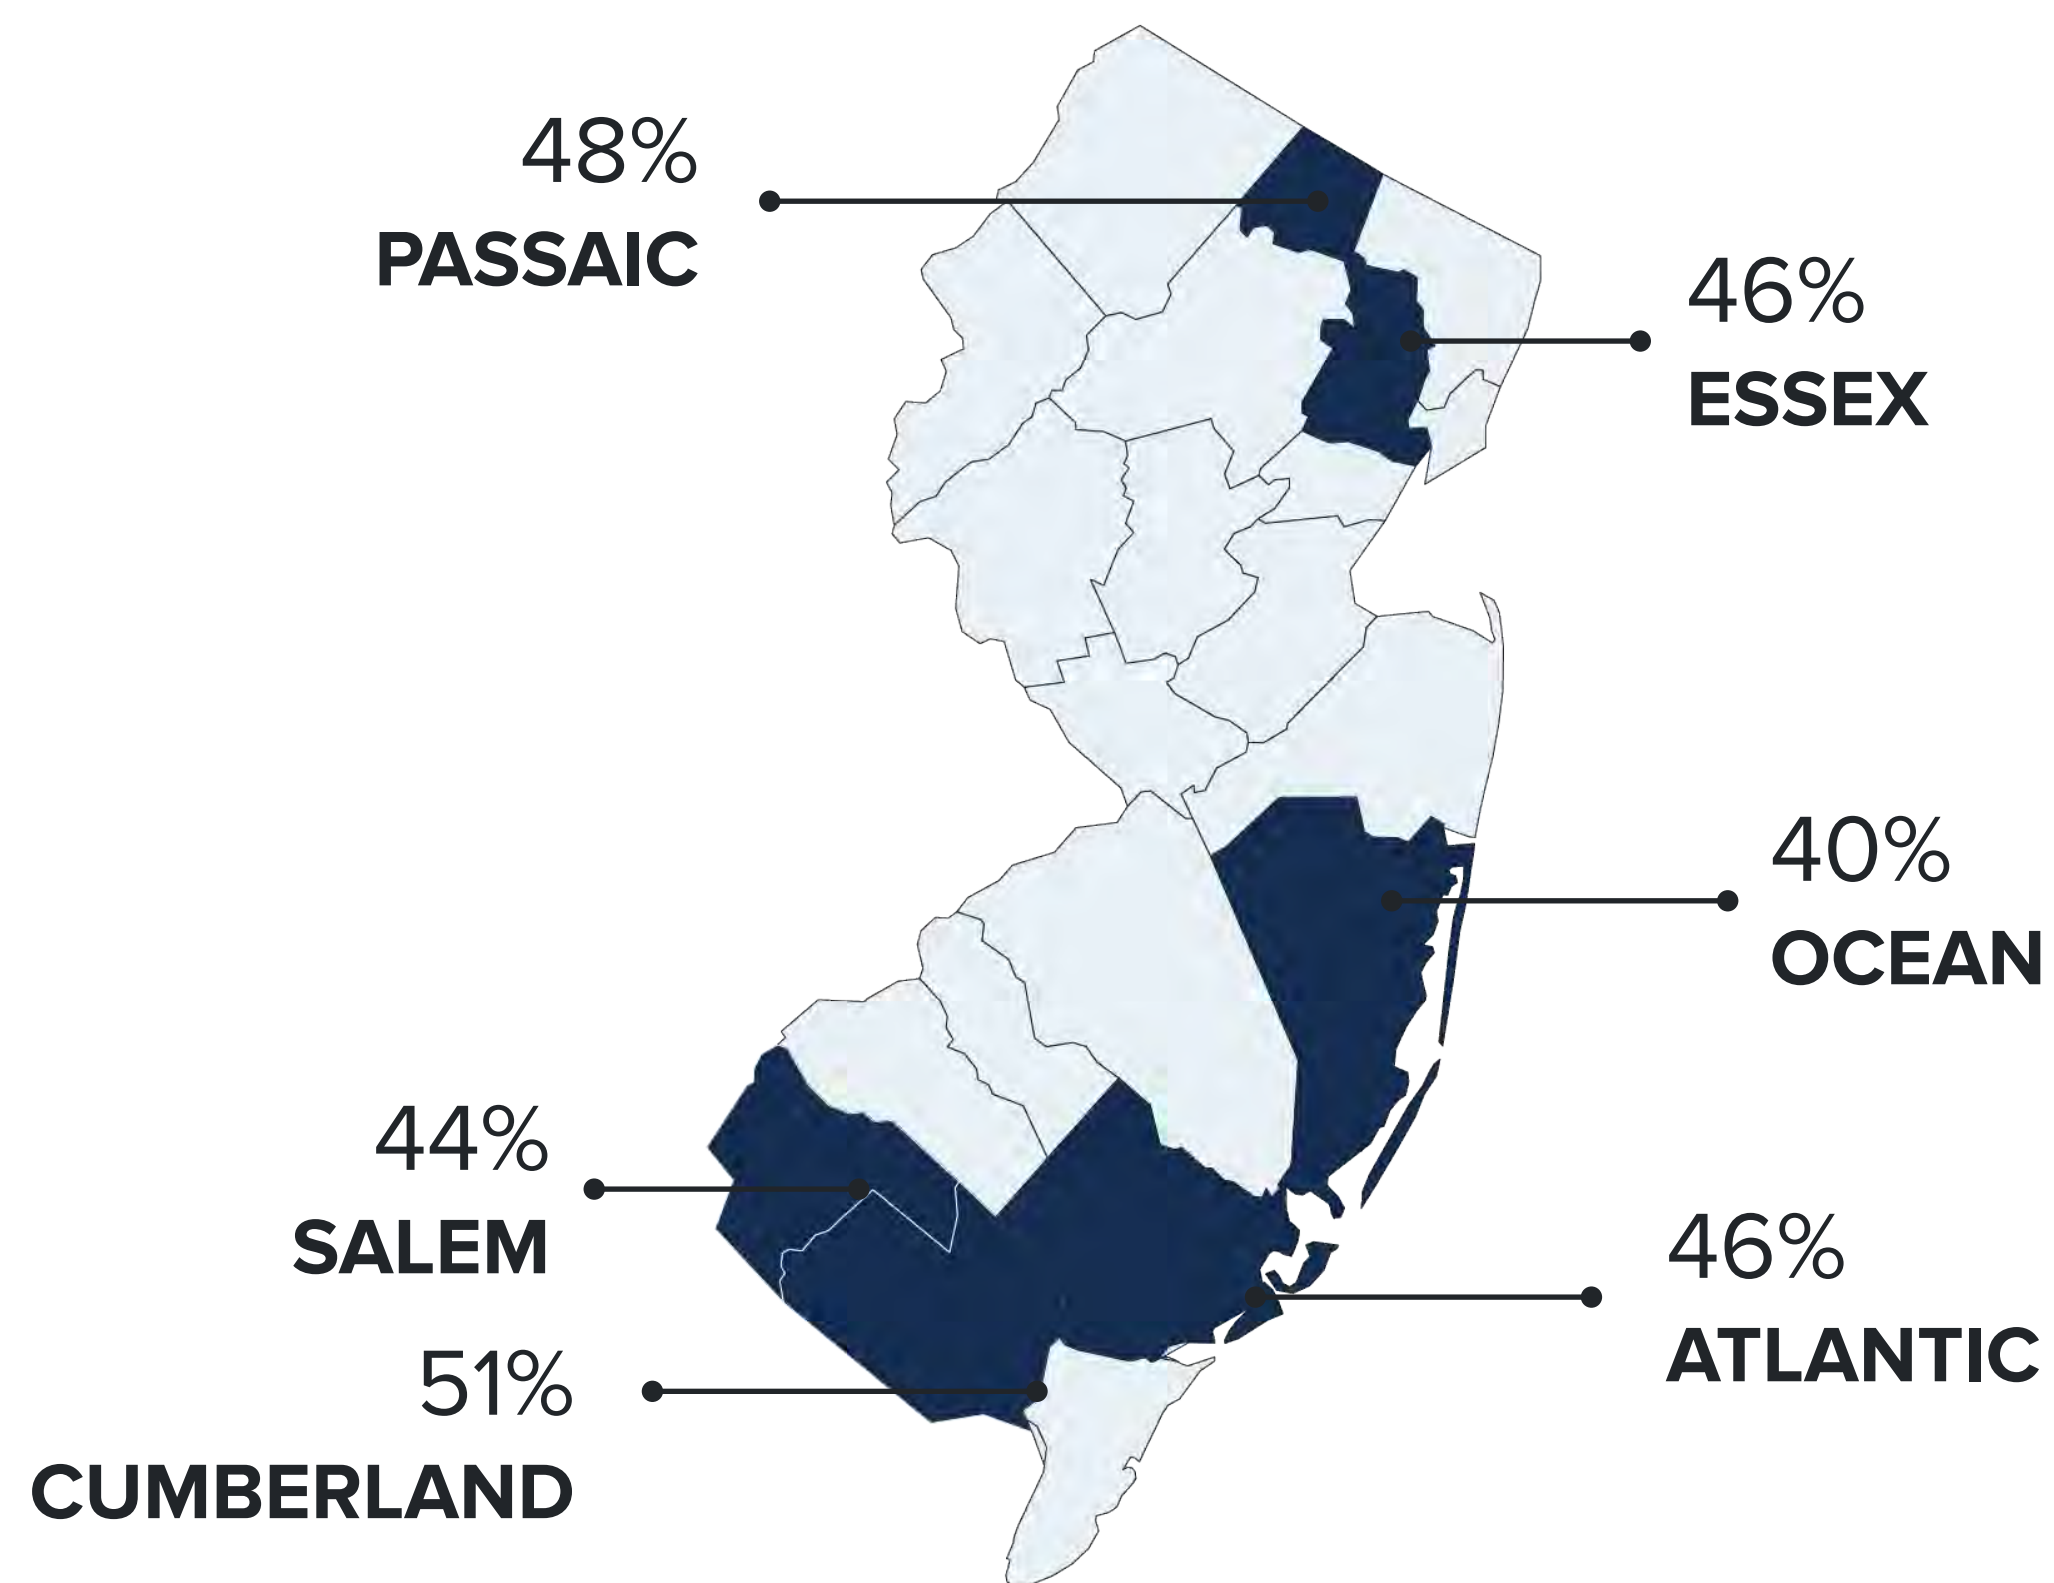 48%
PASSAIC
46%
ESSEX
40%
OCEAN
44%
SALEM
46%
ATLANTIC
51%
CUMBERLAND